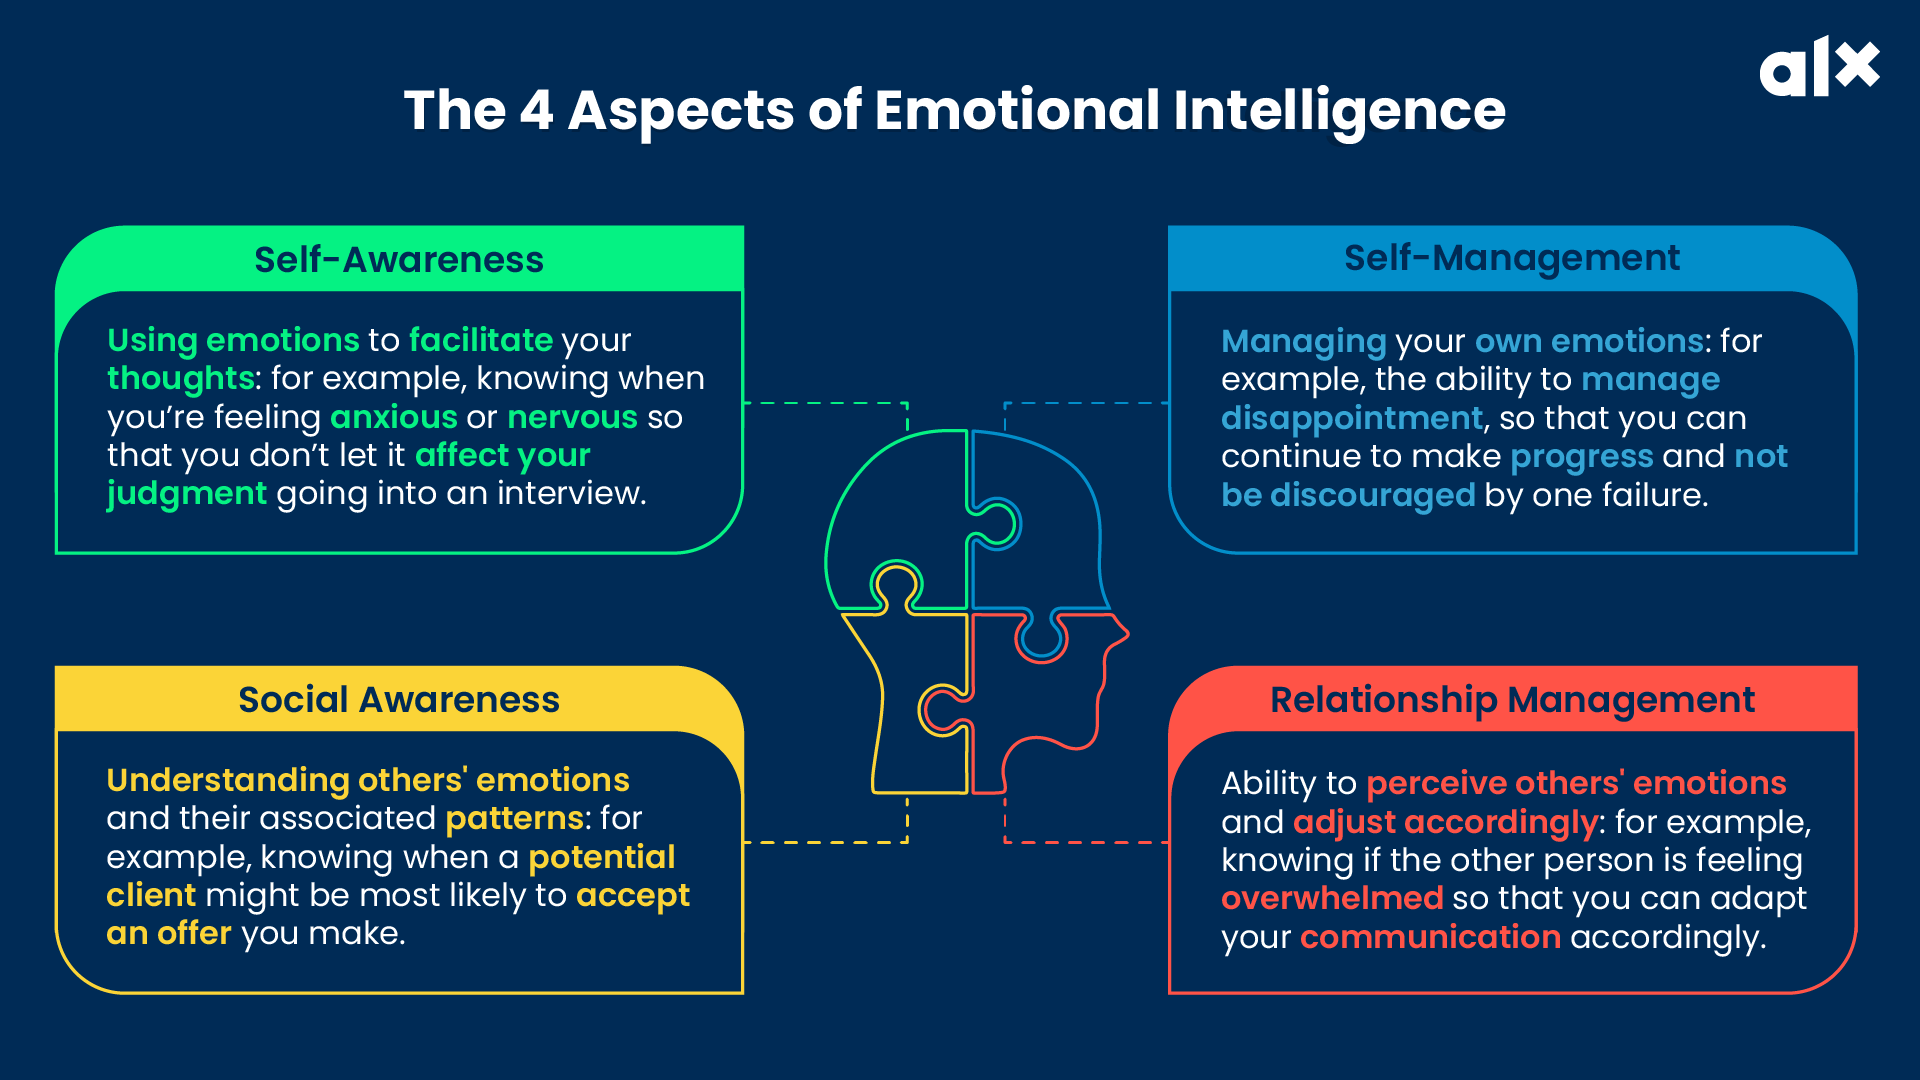 alx
The 4 Aspects of Emotional Intelligence
Self-Awareness
Using emotions to facilitate your
thoughts: for example, knowing when
you’re feeling anxious or nervous so
that you don’t let it affect your
judgment going into an interview.
Self-Management
Managing your own emotions: for
example, the ability to manage
disappointment, so that you can
continue to make progress and not
be discouraged by one failure.
Social Awareness
Understanding others' emotions
and their associated patterns: for
example, knowing when a potential
client might be most likely to accept
an offer you make.
Relationship Management
Ability to perceive others' emotions
and adjust accordingly: for example,
knowing if the other person is feeling
overwhelmed so that you can adapt
your communication accordingly.